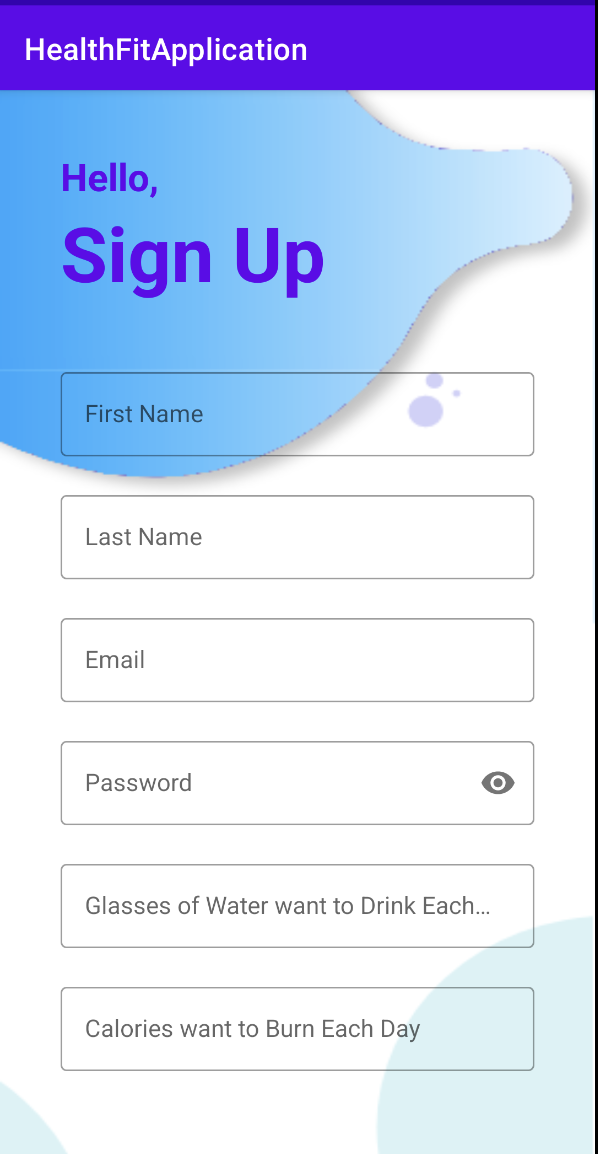 HealthFitApplication
Hello,
Sign Up
First Name
Last Name
Email
Password
Glasses of Water want to Drink Each...
Calories want to Burn Each Day